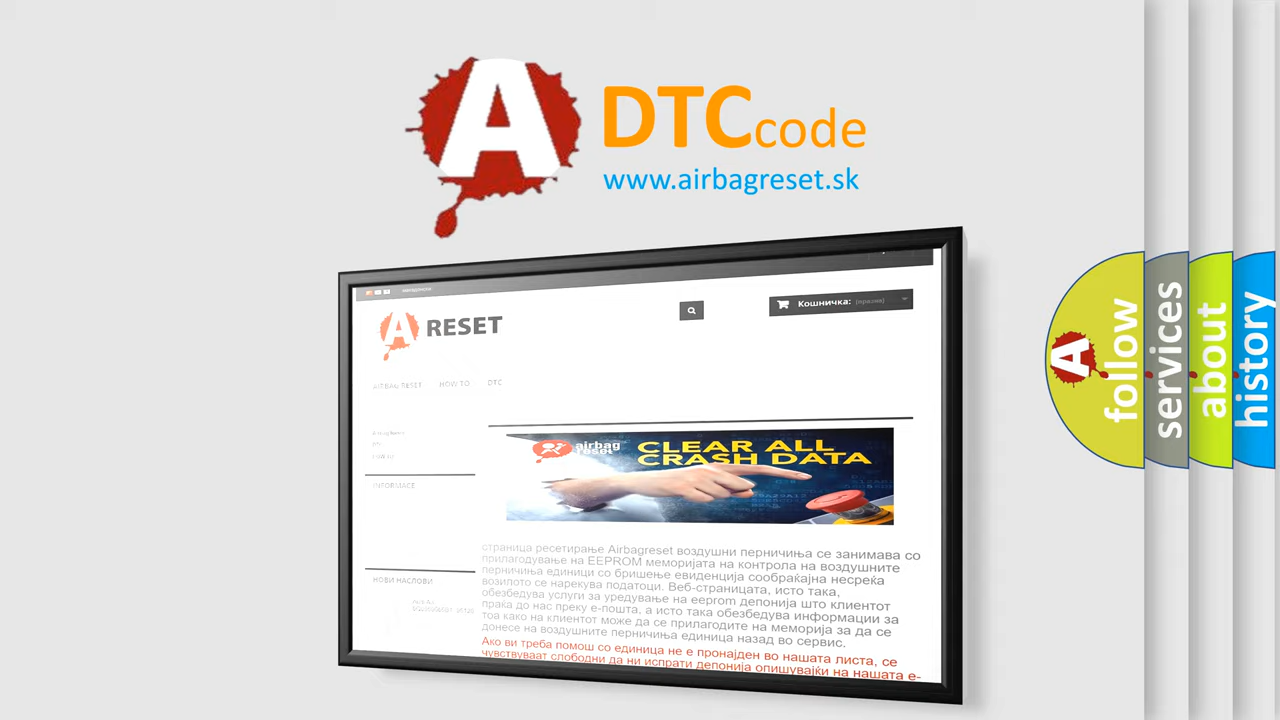 A DTC code
www.airbagreset.sk
A RESET
Кошничка: (празна)
AIRBAG RESET HOW TO DTC
airbag reset
CLEAR ALL
CRASH DATA
INFORMACE
НОВИ НАСЛОВИ
страница ресетирање Airbagreset воздушни перничиња се занимава со
прилагодување на EEPROM меморијата на контрола на воздушните
перничиња единици со бришење евиденција сообраќајна несреќа
возилото се нарекува податоци. Веб-страницата, исто така,
обезбедува услуги за уредување на eeprom депонија што клиентот
праќа до нас преку е-пошта, а исто така обезбедува информации за
тоа како на клиентот може да се прилагодите на меморија за да се
донесе на воздушните перничиња единица назад во сервис.
Ако ви треба помош со единица не е пронајден во нашата листа, се
чувствуваат слободни да ни испрати депонија опишувајќи на нашата е-
A follow
services
about
history